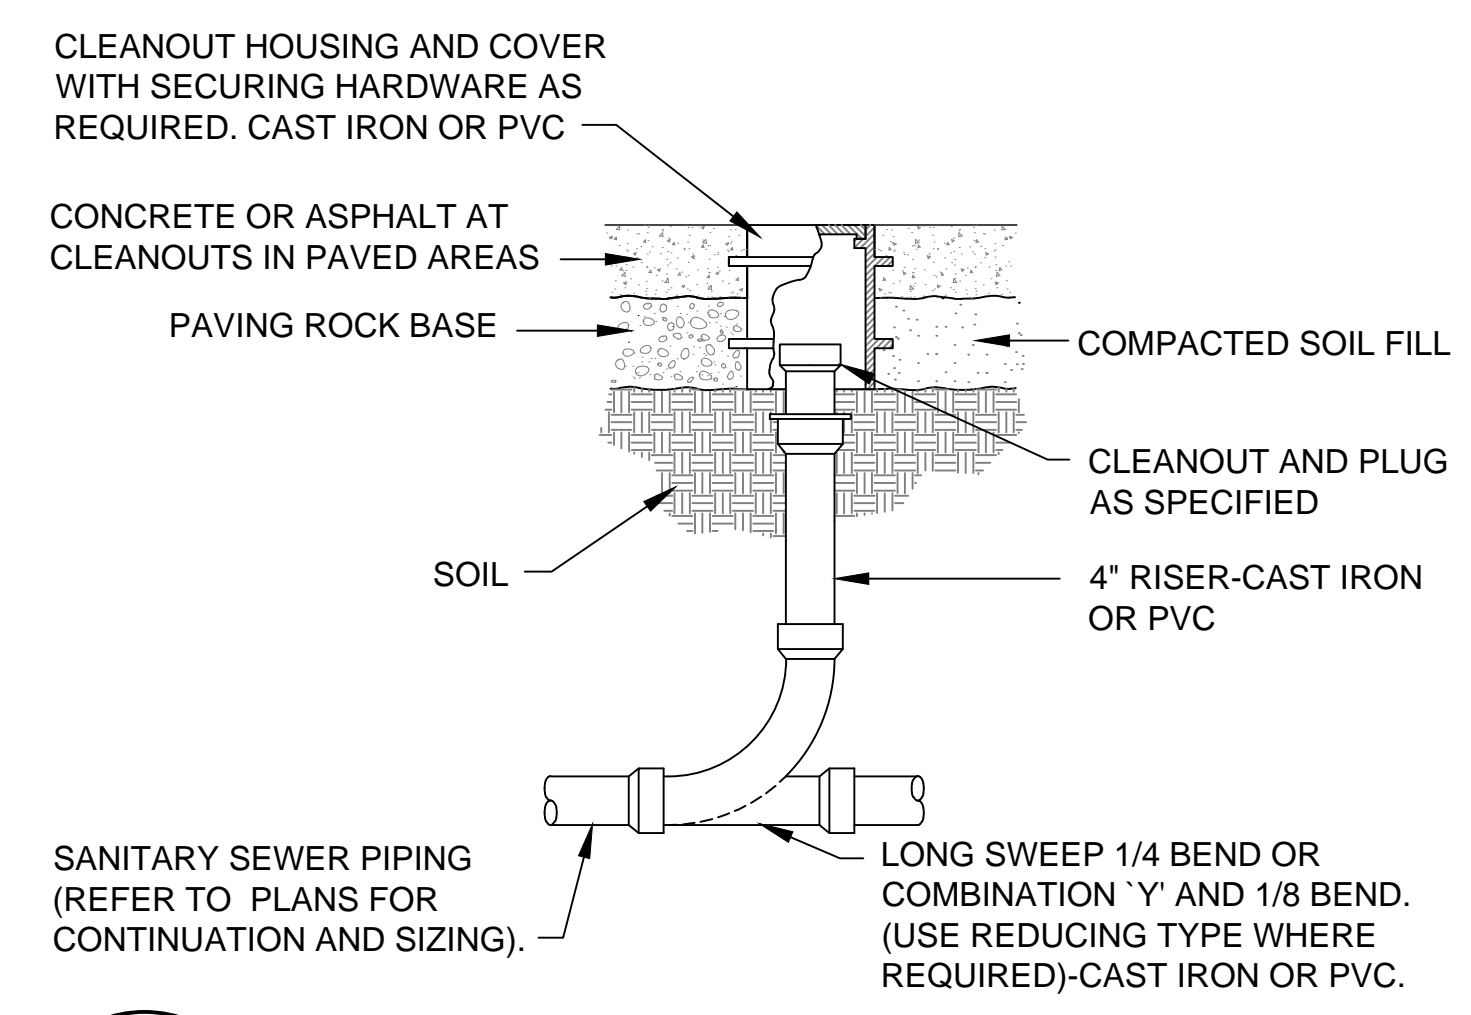 CLEANOUT HOUSING AND COVER
WITH SECURING HARDWARE AS
REQUIRED. CAST IRON OR PVC
CONCRETE OR ASPHALT AT
CLEANOUTS IN PAVED AREAS
PAVING ROCK BASE
COMPACTED SOIL FILL
CLEANOUT AND PLUG
AS SPECIFIED
SOIL
4" RISER-CAST IRON
OR PVC
SANITARY SEWER PIPING
(REFER TO PLANS FOR
CONTINUATION AND SIZING).
LONG SWEEP 1/4 BEND OR
COMBINATION `Y' AND 1/8 BEND.
(USE REDUCING TYPE WHERE
REQUIRED)-CAST IRON OR PVC.